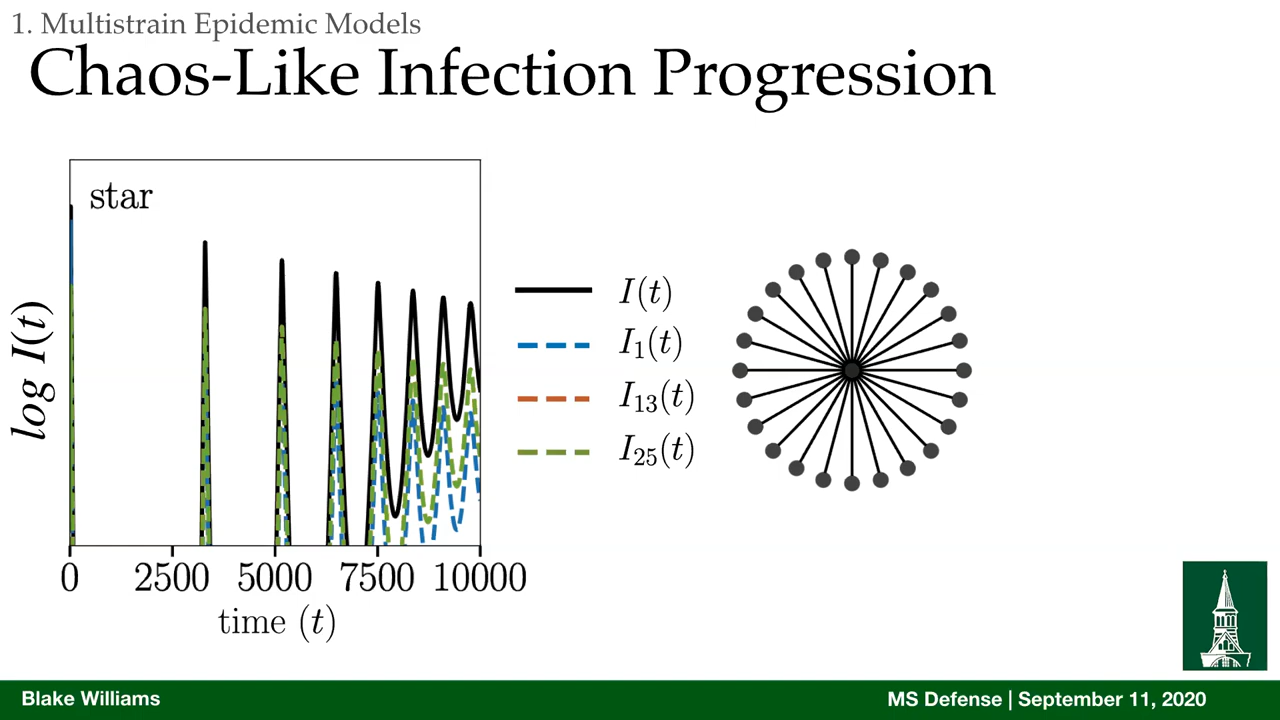 1. Multistrain Epidemic Models
Chaos-Like Infection Progression
star
log I(t)
0 2500 5000 7500 10000
time (t)
I(t)
I₁(t)
I₁₃(t)
I₂₅(t)
Blake Williams
MS Defense | September 11, 2020